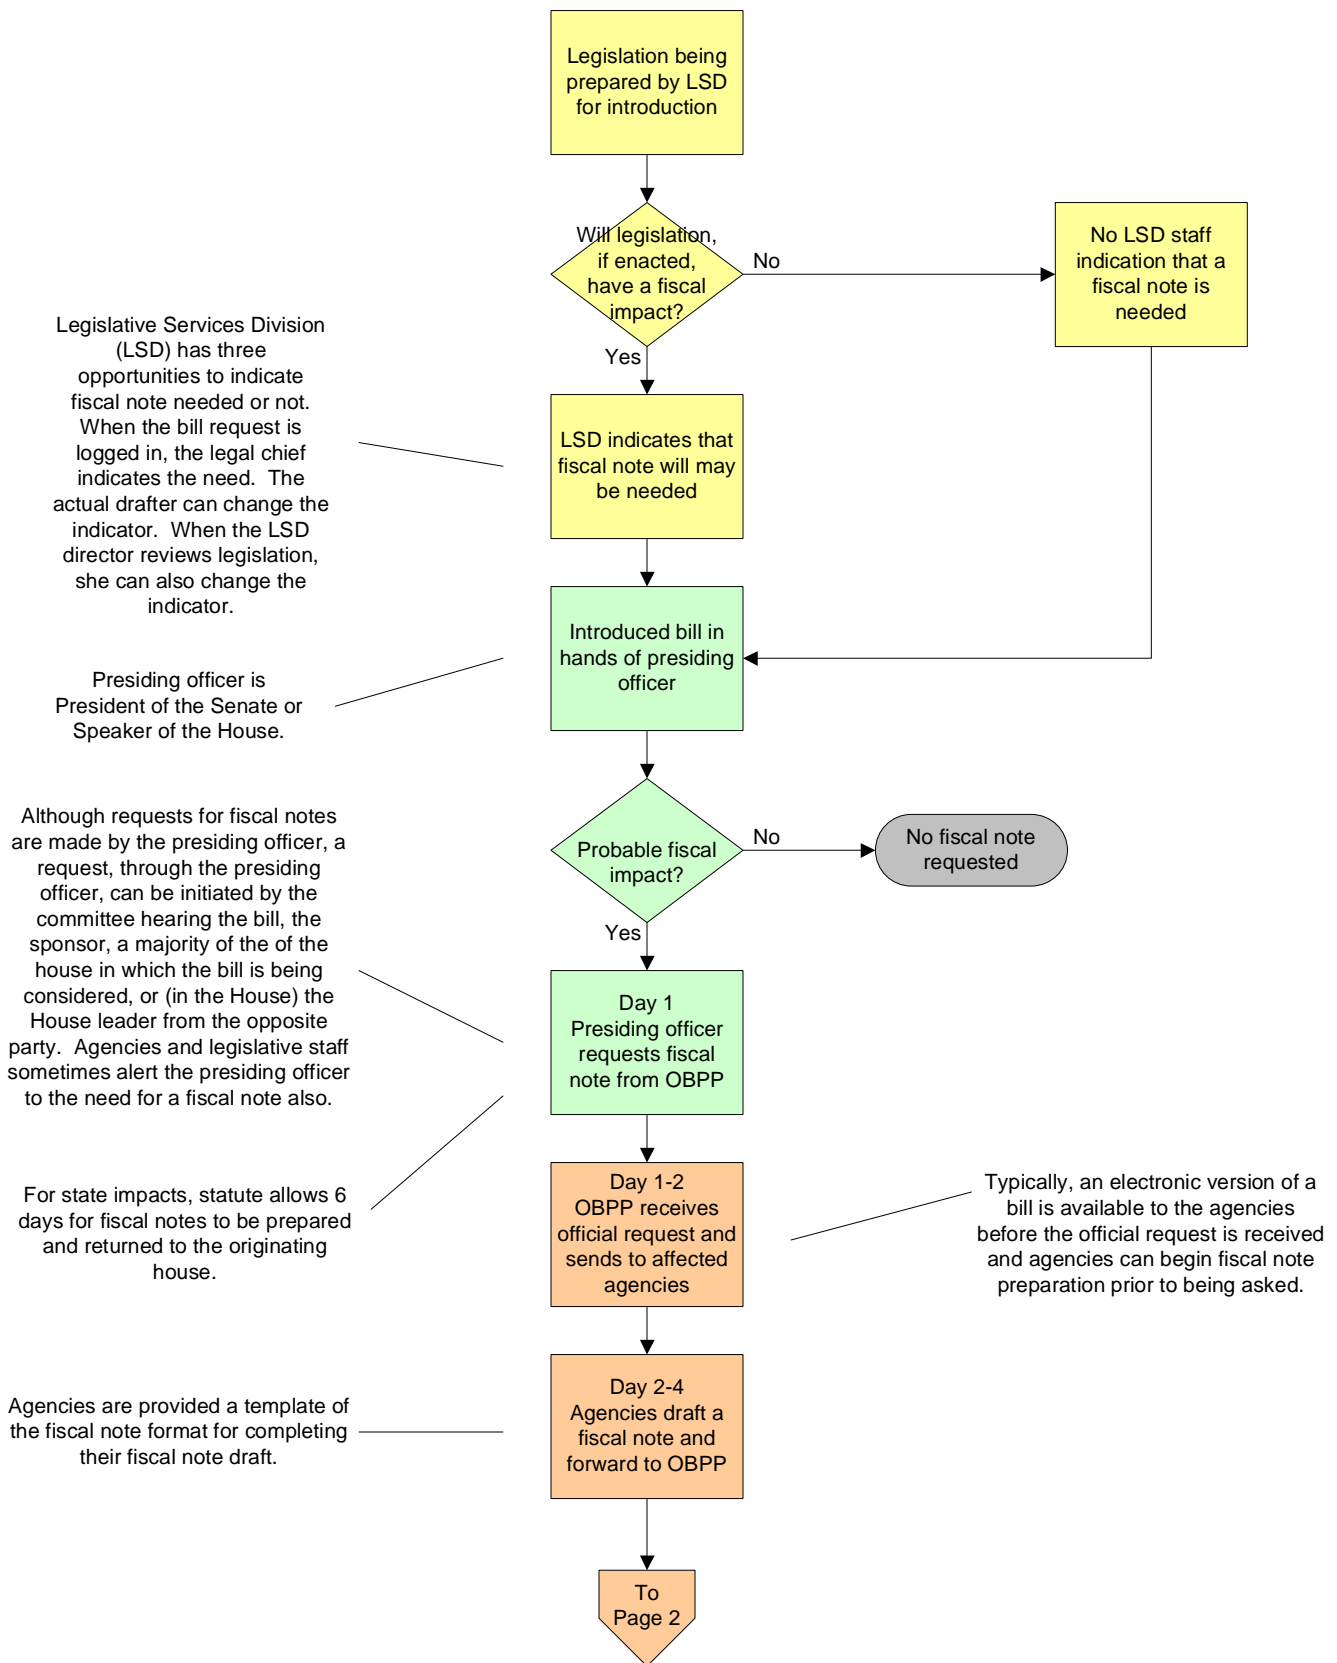 Legislation being
prepared by LSD
for introduction
Will legislation,
if enacted,
have a fiscal
impact?
No
No LSD staff
indication that a
fiscal note is
needed
Yes
Legislative Services Division
(LSD) has three
opportunities to indicate
fiscal note needed or not.
When the bill request is
logged in, the legal chief
indicates the need.  The
actual drafter can change the
indicator.  When the LSD
director reviews legislation,
she can also change the
indicator.
LSD indicates that
fiscal note will may
be needed
Introduced bill in
hands of presiding
officer
Presiding officer is
President of the Senate or
Speaker of the House.
Probable fiscal
impact?
No
No fiscal note
requested
Yes
Although requests for fiscal notes
are made by the presiding officer, a
request, through the presiding
officer, can be initiated by the
committee hearing the bill, the
sponsor, a majority of the of the
house in which the bill is being
considered, or (in the House) the
House leader from the opposite
party.  Agencies and legislative staff
sometimes alert the presiding officer
to the need for a fiscal note also.
Day 1
Presiding officer
requests fiscal
note from OBPP
For state impacts, statute allows 6
days for fiscal notes to be prepared
and returned to the originating
house.
Day 1-2
OBPP receives
official request and
sends to affected
agencies
Typically, an electronic version of a
bill is available to the agencies
before the official request is received
and agencies can begin fiscal note
preparation prior to being asked.
Day 2-4
Agencies draft a
fiscal note and
forward to OBPP
Agencies are provided a template of
the fiscal note format for completing
their fiscal note draft.
To
Page 2